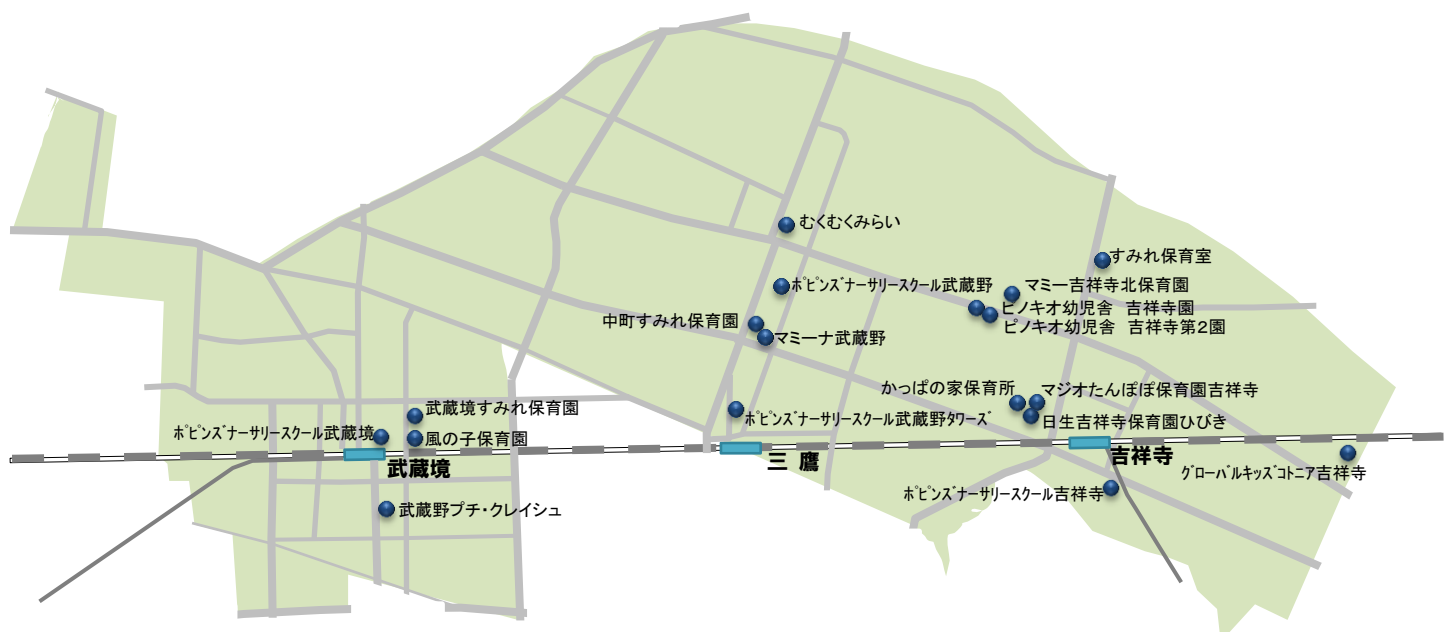 むくむくみらい
すみれ保育室
ﾎﾟﾋﾟﾝｽﾞﾅｰｻﾘｰｽｸｰﾙ武蔵野
マミー吉祥寺北保育園
ピノキオ幼児舎　吉祥寺園
ピノキオ幼児舎　吉祥寺第2園
中町すみれ保育園
マミーナ武蔵野
かっぱの家保育所
マジオたんぽぽ保育園吉祥寺
武蔵境すみれ保育園
ﾎﾟﾋﾟﾝｽﾞﾅｰｻﾘｰｽｸｰﾙ武蔵野ﾀﾜｰｽﾞ
日生吉祥寺保育園ひびき
ﾎﾟﾋﾟﾝｽﾞﾅｰｻﾘｰｽｸｰﾙ武蔵境
風の子保育園
武蔵境
三 鷹
吉祥寺
ｸﾞﾛｰﾊﾞﾙｷｯｽﾞｺﾄﾆｱ吉祥寺
ﾎﾟﾋﾟﾝｽﾞﾅｰｻﾘｰｽｸｰﾙ吉祥寺
武蔵野プチ・クレイシュ